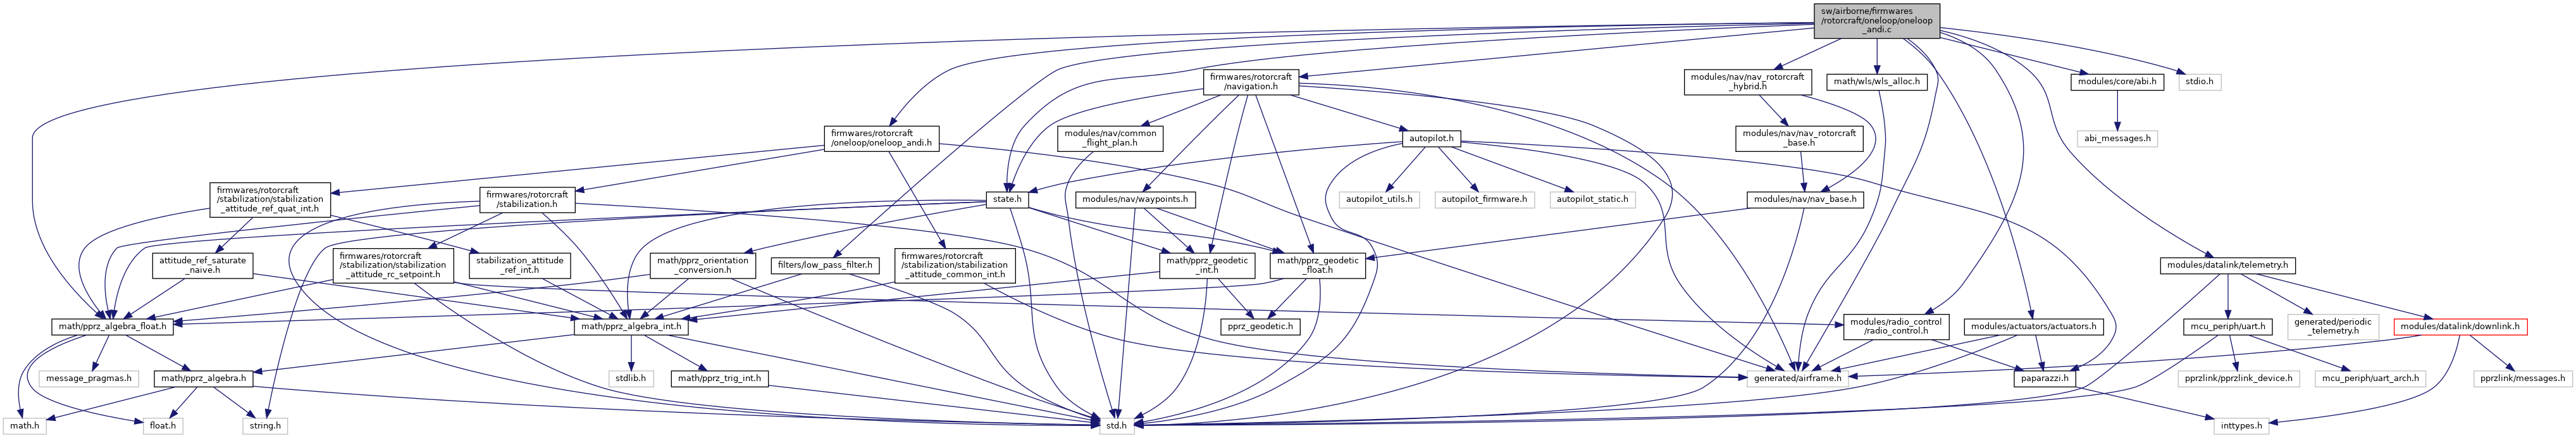 sw/airborne/firmwares
/rotorcraft/oneloop/oneloop
_andi.c
firmwares/rotorcraft
/navigation.h
modules/nav/nav_rotorcraft
_hybrid.h
math/wls/wls_alloc.h
modules/core/abi.h
stdio.h
firmwares/rotorcraft
/oneloop/oneloop_andi.h
modules/nav/common
_flight_plan.h
autopilot.h
modules/nav/nav_rotorcraft
_base.h
abi_messages.h
firmwares/rotorcraft
/stabilization/stabilization
_attitude_ref_quat_int.h
firmwares/rotorcraft
/stabilization.h
state.h
modules/nav/waypoints.h
autopilot_utils.h
autopilot_firmware.h
autopilot_static.h
modules/nav/nav_base.h
attitude_ref_saturate
_naive.h
firmwares/rotorcraft
/stabilization/stabilization
_attitude_rc_setpoint.h
stabilization_attitude
_ref_int.h
math/pprz_orientation
_conversion.h
filters/low_pass_filter.h
firmwares/rotorcraft
/stabilization/stabilization
_attitude_common_int.h
math/pprz_geodetic
_int.h
math/pprz_geodetic
_float.h
modules/datalink/telemetry.h
math/pprz_algebra_float.h
math/pprz_algebra_int.h
pprz_geodetic.h
modules/radio_control
/radio_control.h
modules/actuators/actuators.h
mcu_periph/uart.h
generated/periodic
_telemetry.h
modules/datalink/downlink.h
message_pragmas.h
math/pprz_algebra.h
stdlib.h
math/pprz_trig_int.h
generated/airframe.h
paparazzi.h
pprzlink/pprzlink_device.h
mcu_periph/uart_arch.h
pprzlink/messages.h
math.h
float.h
string.h
std.h
inttypes.h